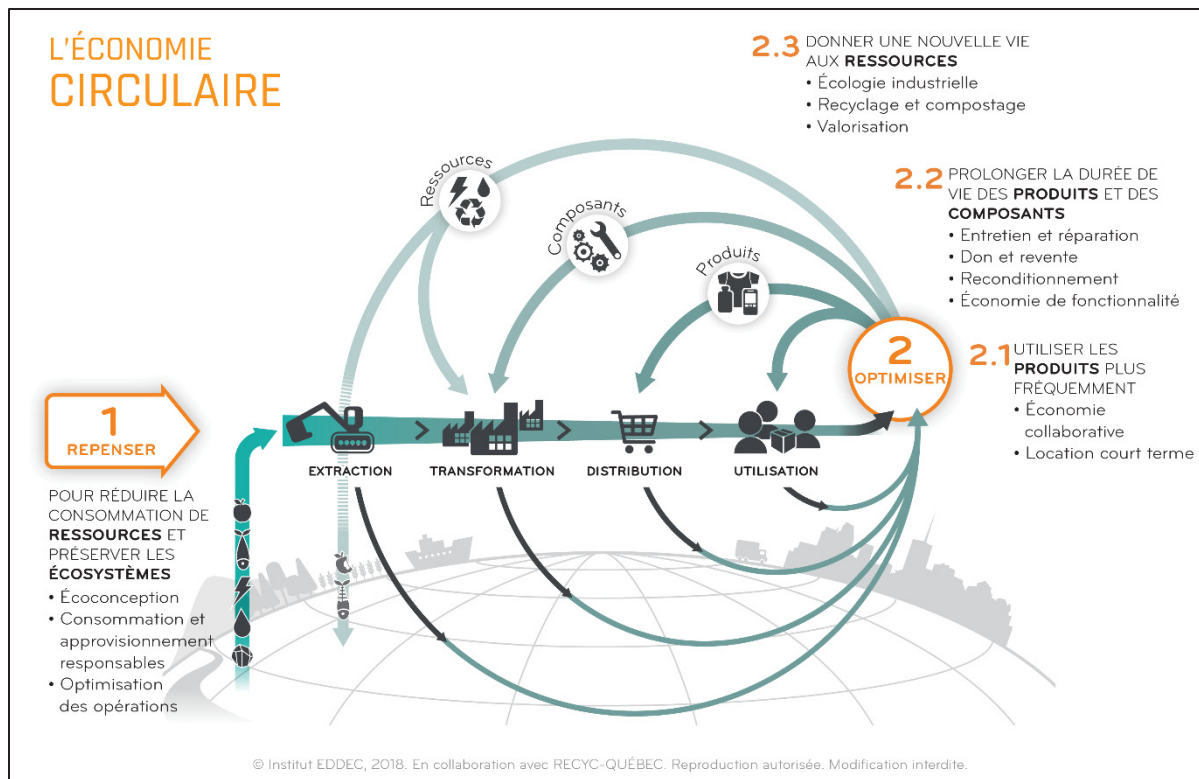 L'ÉCONOMIE
CIRCULAIRE
2.3 DONNER UNE NOUVELLE VIE
AUX RESSOURCES
• Écologie industrielle
• Recyclage et compostage
• Valorisation
2.2 PROLONGER LA DURÉE DE
VIE DES PRODUITS ET DES
COMPOSANTS
• Entretien et réparation
• Don et revente
• Reconditionnement
• Économie de fonctionnalité
2.1 UTILISER LES
PRODUITS PLUS
FRÉQUEMMENT
• Économie
collaborative
• Location court terme
Ressources
Composants
Produits
2
OPTIMISER
1
REPENSER
EXTRACTION
TRANSFORMATION
DISTRIBUTION
UTILISATION
POUR RÉDUIRE LA
CONSOMMATION DE
RESSOURCES ET
PRÉSERVER LES
ÉCOSYSTÈMES
• Écoconception
• Consommation et
approvisionnement
responsables
• Optimisation
des opérations
© Institut EDDEC, 2018. En collaboration avec RECYC-QUÉBEC. Reproduction autorisée. Modification interdite.